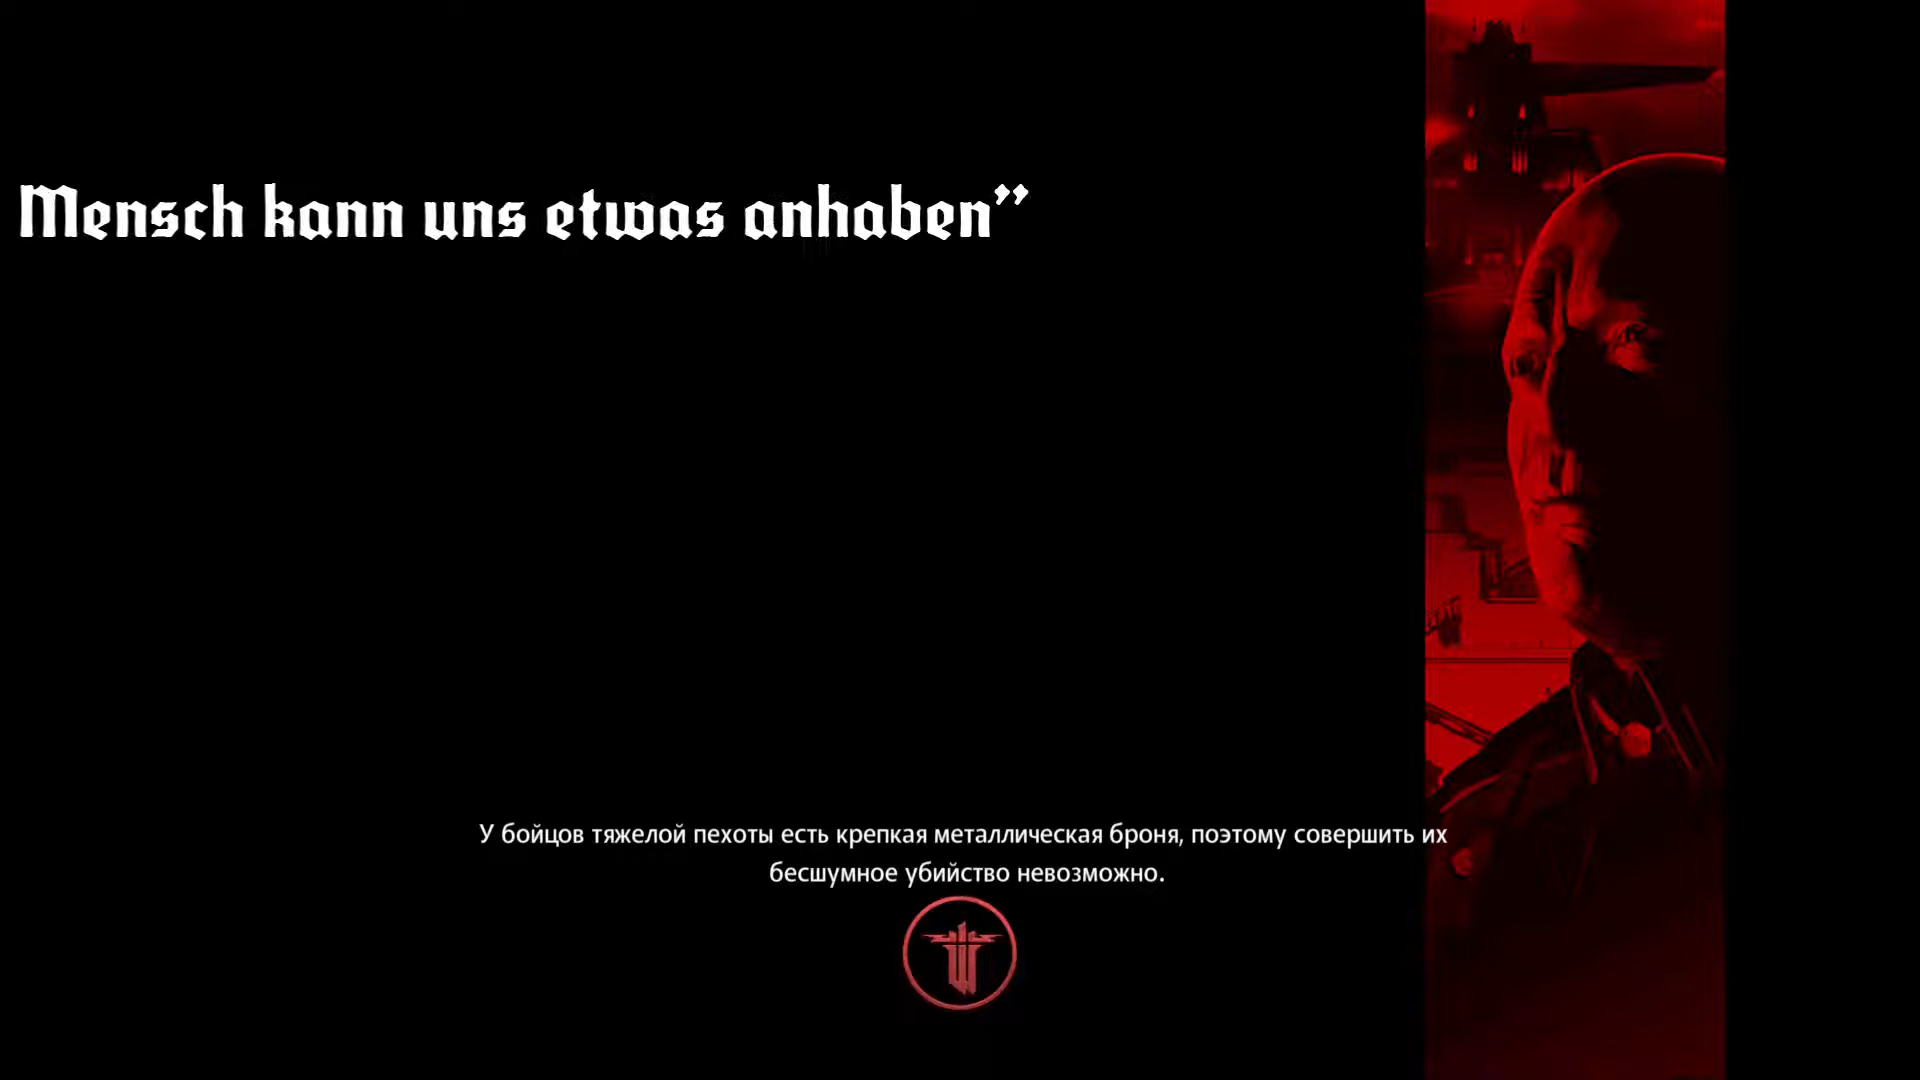 Mensch kann uns etwas anhaben”
У бойцов тяжелой пехоты есть крепкая металлическая броня, поэтому совершить их
бесшумное убийство невозможно.